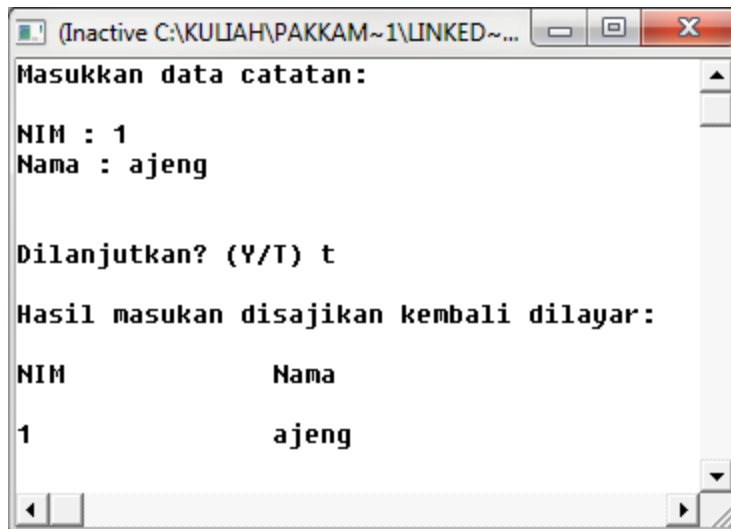 (Inactive C:\KULIAH\PAKKAM~1\LINKED~...
Masukkan data catatan:
NIM : 1
Nama : ajeng
Dilanjutkan? (Y/T) t
Hasil masukan disajikan kembali dilayar:
NIM Nama
1 ajeng